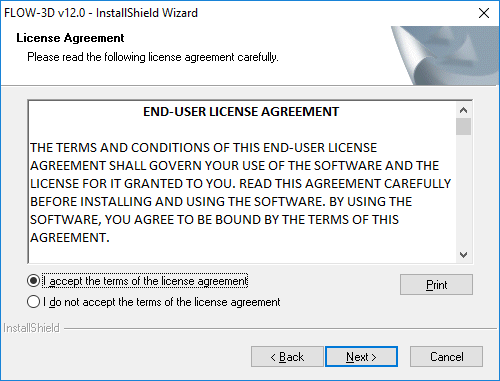 FLOW-3D v12.0 - InstallShield Wizard
License Agreement
Please read the following license agreement carefully.
END-USER LICENSE AGREEMENT
THE TERMS AND CONDITIONS OF THIS END-USER LICENSE
AGREEMENT SHALL GOVERN YOUR USE OF THE SOFTWARE AND THE
LICENSE FOR IT GRANTED TO YOU. READ THIS AGREEMENT CAREFULLY
BEFORE INSTALLING AND USING THE SOFTWARE. BY USING THE
SOFTWARE, YOU AGREE TO BE BOUND BY THE TERMS OF THIS
AGREEMENT.
I accept the terms of the license agreement
Print
I do not accept the terms of the license agreement
InstallShield
< Back
Next >
Cancel